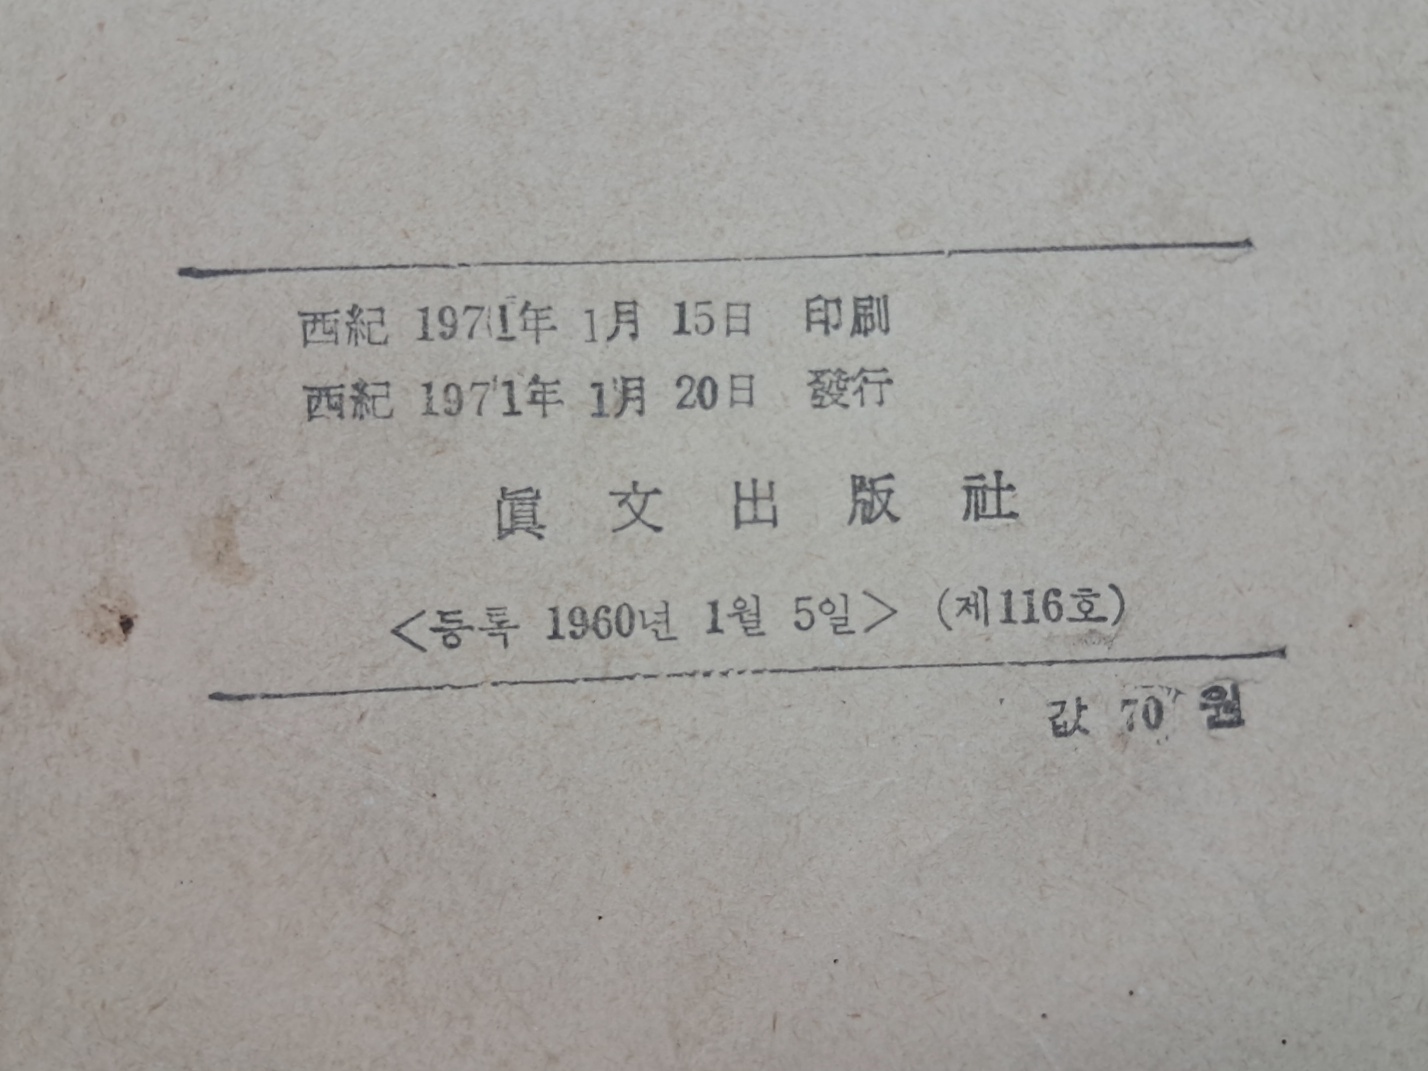 西紀 1971年 1月 15日 印刷
西紀 1971年 1月 20日 發行
眞文出版社
<등록 1960년 1월 5일> (제116호)
값 70 원